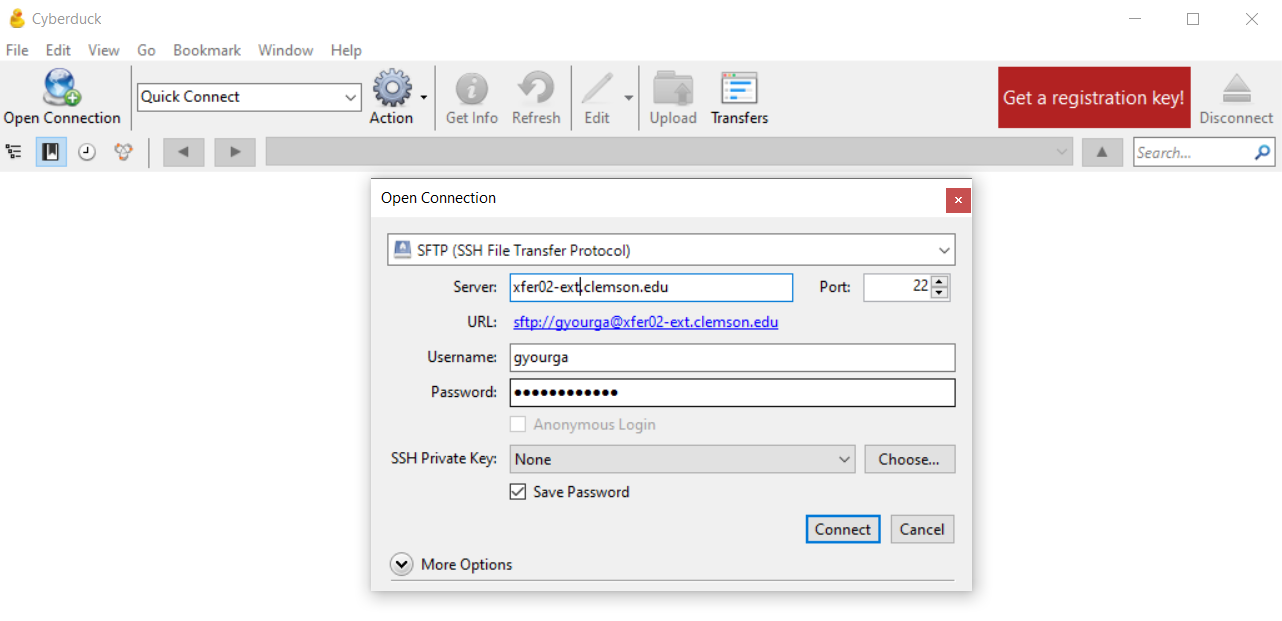 Cyberduck
File Edit View Go Bookmark Window Help
Open Connection
Quick Connect
Action
Get Info
Refresh
Edit
Upload
Transfers
Get a registration key!
Disconnect
Search...
Open Connection
SFTP (SSH File Transfer Protocol)
Server: xfer02-ext.clemson.edu Port: 22
URL: sftp://gyourga@xfer02-ext.clemson.edu
Username: gyourga
Password: ••••••••••••
Anonymous Login
SSH Private Key: None Choose...
Save Password
Connect Cancel
More Options